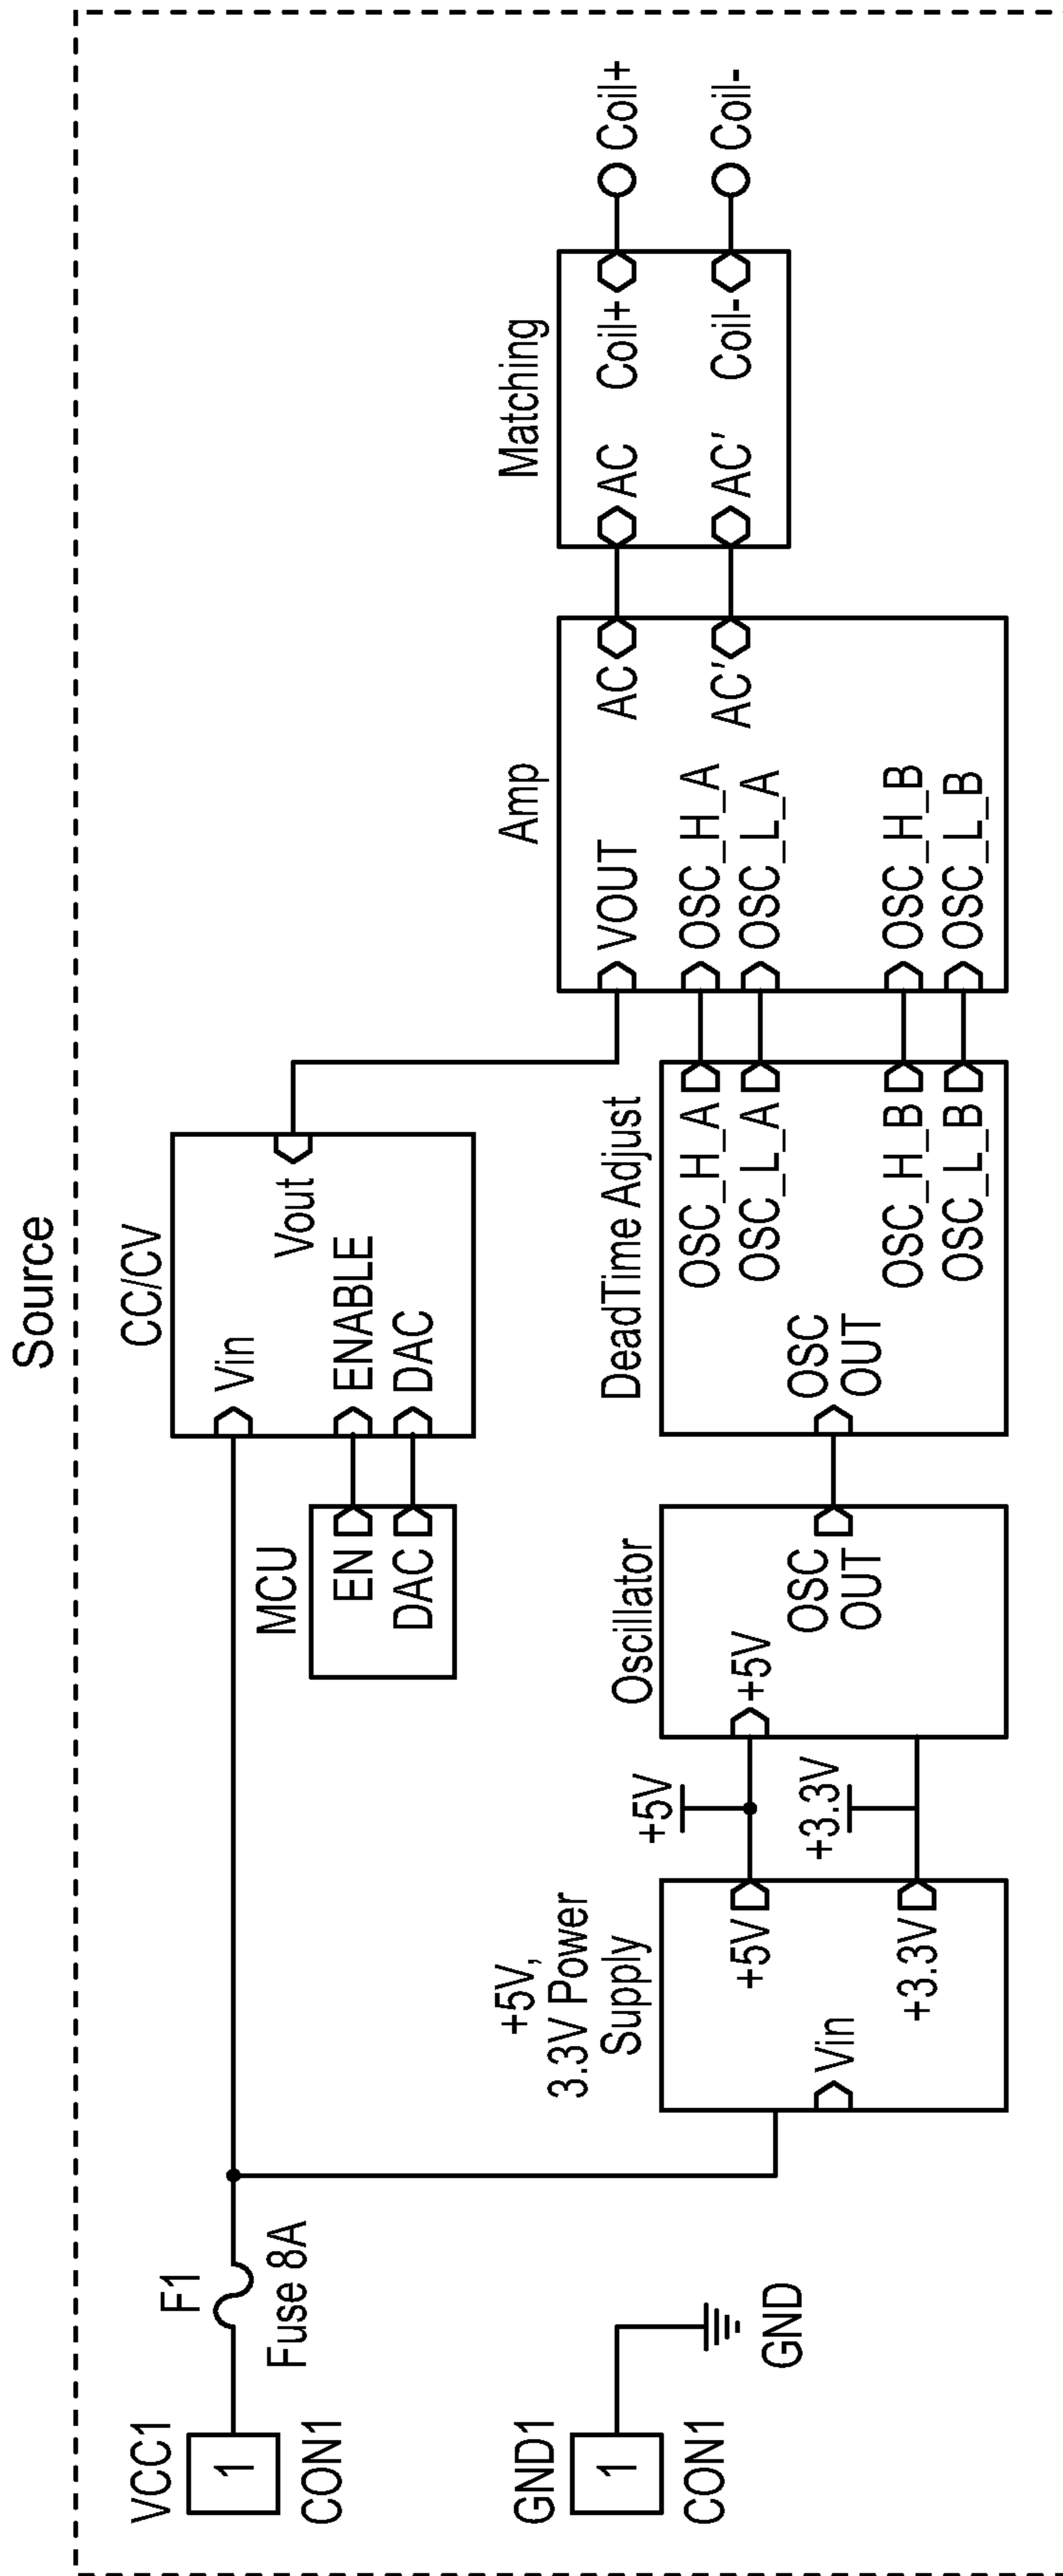 Source
VCC1
1
CON1
F1
Fuse 8A
GND1
1
CON1
GND
CC/CV
Vin
Vout
ENABLE
DAC
MCU
EN
DAC
+5V,
3.3V Power
Supply
Vin
+5V
+3.3V
+5V
+3.3V
Oscillator
+5V
OSC
OUT
DeadTime Adjust
OSC
OUT
OSC_H_A
OSC_L_A
OSC_H_B
OSC_L_B
Amp
VOUT
OSC_H_A
OSC_L_A
OSC_H_B
OSC_L_B
AC
AC'
Matching
AC
AC'
Coil+
Coil-
Coil+
Coil-